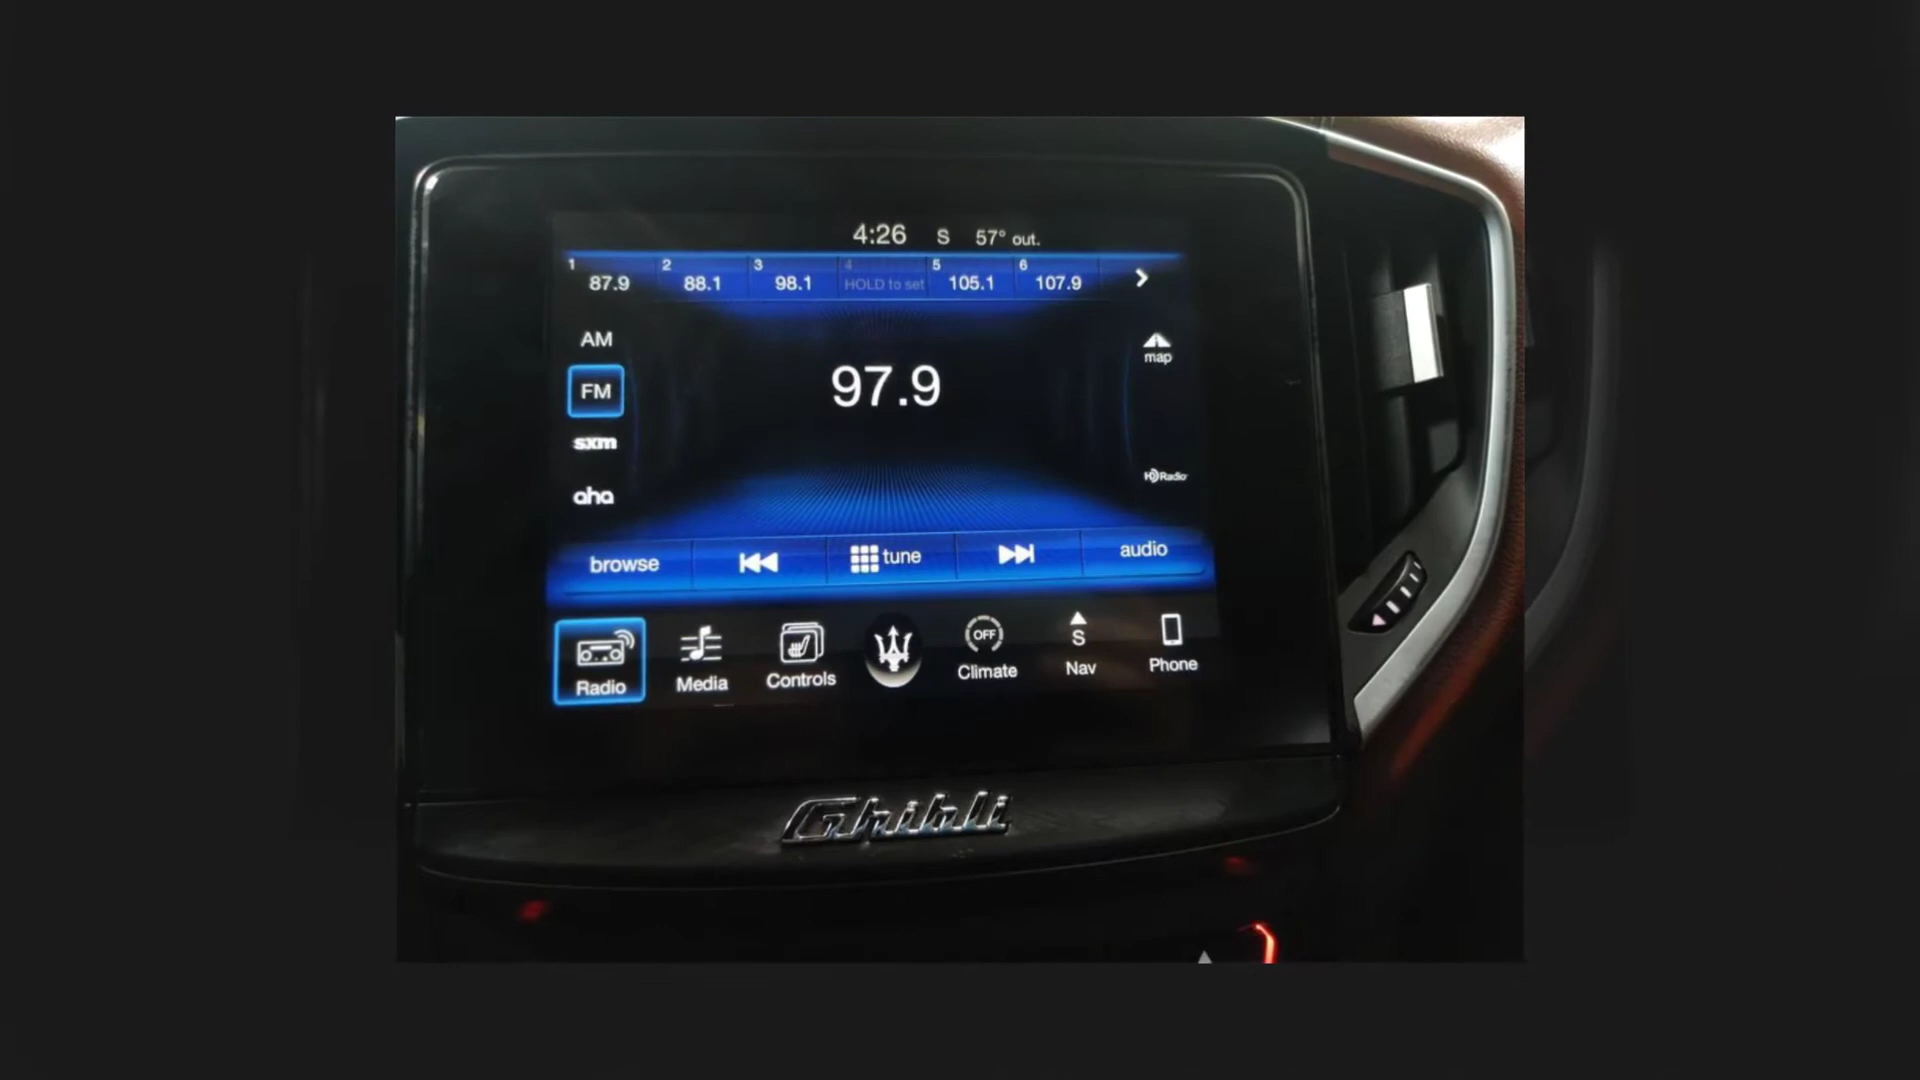 4:26 S 57° out.
1 87.9 2 88.1 3 98.1 4 HOLD to set 5 105.1 6 107.9
AM
map
FM
97.9
sxm
HD Radio
aha
browse tune audio
OFF S
Radio Media Controls Climate Nav Phone
Ghibli